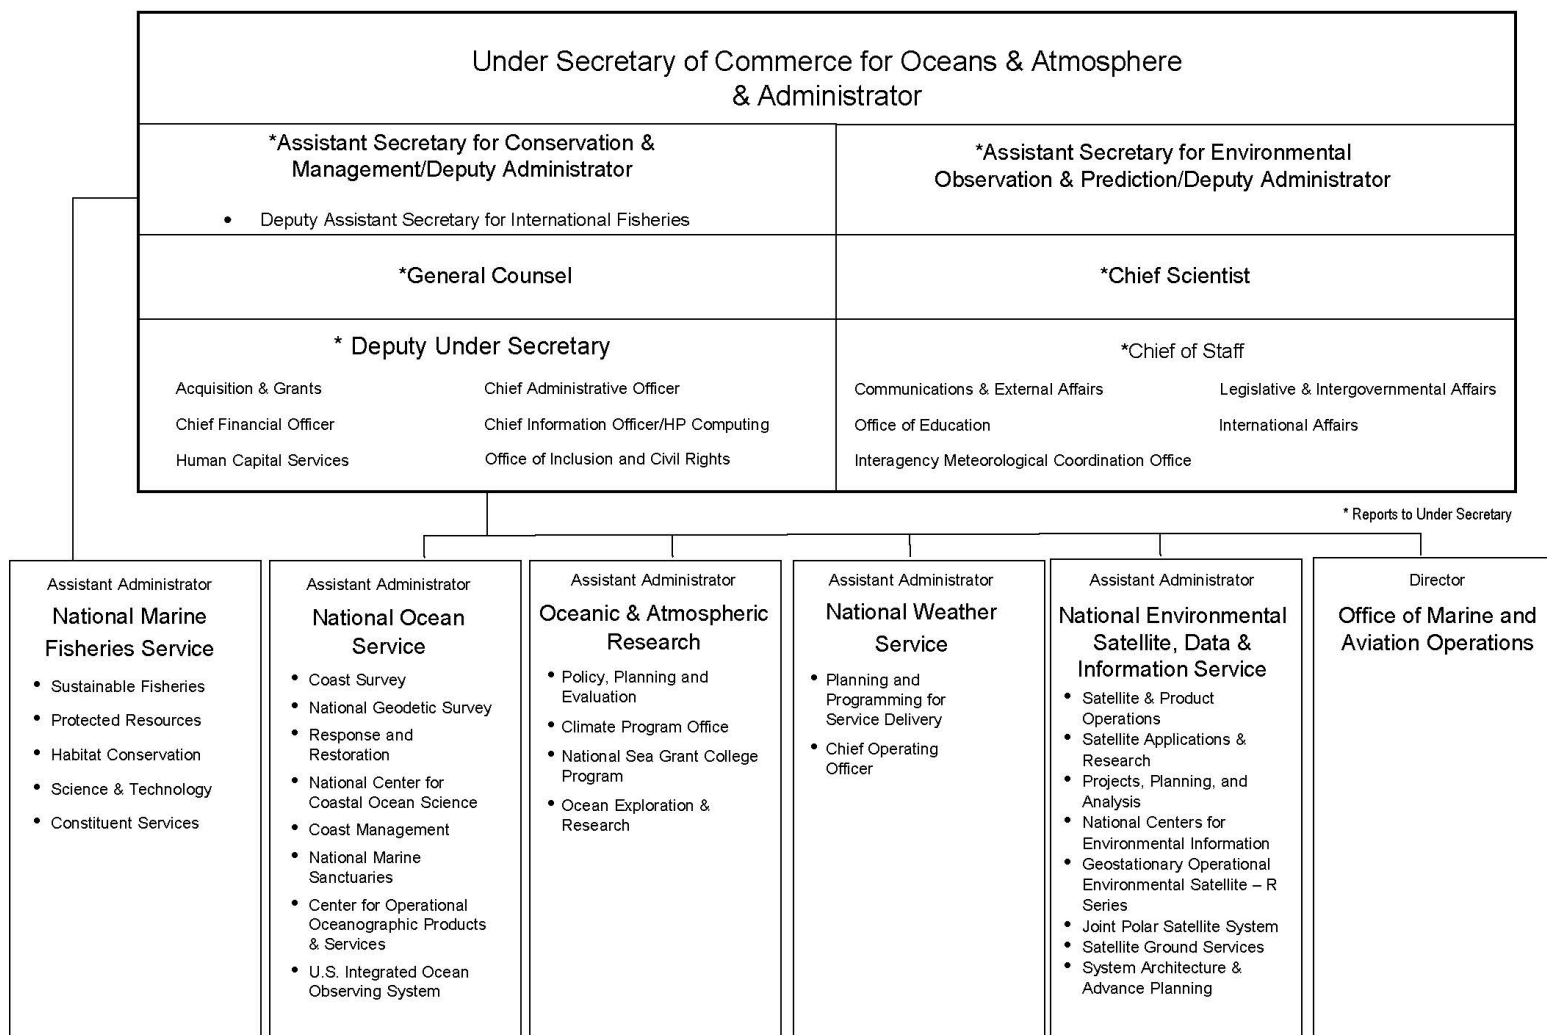 Under Secretary of Commerce for Oceans & Atmosphere
& Administrator
*Assistant Secretary for Conservation &
Management/Deputy Administrator
• Deputy Assistant Secretary for International Fisheries
*Assistant Secretary for Environmental
Observation & Prediction/Deputy Administrator
*General Counsel
*Chief Scientist
* Deputy Under Secretary
Acquisition & Grants
Chief Administrative Officer
Chief Financial Officer
Chief Information Officer/HP Computing
Human Capital Services
Office of Inclusion and Civil Rights
*Chief of Staff
Communications & External Affairs
Legislative & Intergovernmental Affairs
Office of Education
International Affairs
Interagency Meteorological Coordination Office
* Reports to Under Secretary
Assistant Administrator
National Marine
Fisheries Service
• Sustainable Fisheries
• Protected Resources
• Habitat Conservation
• Science & Technology
• Constituent Services
Assistant Administrator
National Ocean
Service
• Coast Survey
• National Geodetic Survey
• Response and
Restoration
• National Center for
Coastal Ocean Science
• Coast Management
• National Marine
Sanctuaries
• Center for Operational
Oceanographic Products
& Services
• U.S. Integrated Ocean
Observing System
Assistant Administrator
Oceanic & Atmospheric
Research
• Policy, Planning and
Evaluation
• Climate Program Office
• National Sea Grant College
Program
• Ocean Exploration &
Research
Assistant Administrator
National Weather
Service
• Planning and
Programming for
Service Delivery
• Chief Operating
Officer
Assistant Administrator
National Environmental
Satellite, Data &
Information Service
• Satellite & Product
Operations
• Satellite Applications &
Research
• Projects, Planning, and
Analysis
• National Centers for
Environmental Information
• Geostationary Operational
Environmental Satellite – R
Series
• Joint Polar Satellite System
• Satellite Ground Services
• System Architecture &
Advance Planning
Director
Office of Marine and
Aviation Operations